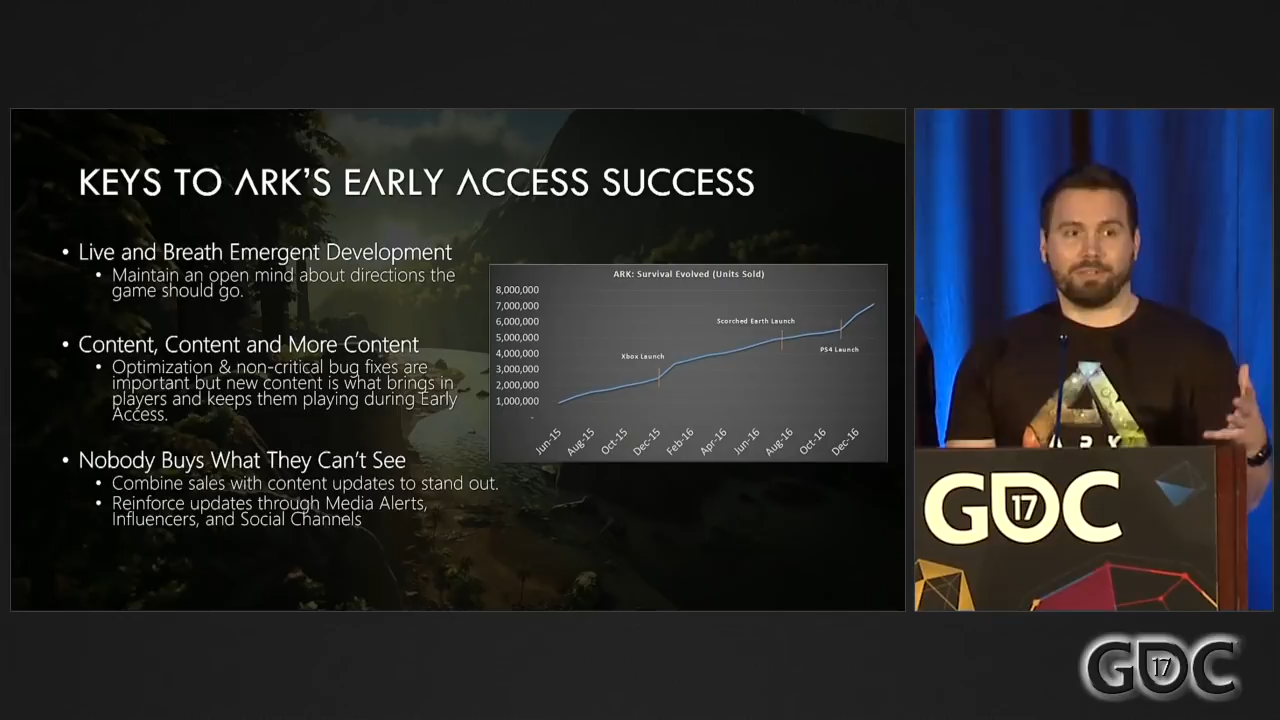 KEYS TO ARK'S EARLY ACCESS SUCCESS
• Live and Breath Emergent Development
• Maintain an open mind about directions the
game should go.
• Content, Content and More Content
• Optimization & non-critical bug fixes are
important but new content is what brings in
players and keeps them playing during Early
Access.
• Nobody Buys What They Can't See
• Combine sales with content updates to stand out.
• Reinforce updates through Media Alerts,
Influencers, and Social Channels
ARK: Survival Evolved (Units Sold)
8,000,000
7,000,000
6,000,000
5,000,000
4,000,000
3,000,000
2,000,000
1,000,000
-
Xbox Launch
Scorched Earth Launch
PS4 Launch
Jun-15
Aug-15
Oct-15
Dec-15
Feb-16
Apr-16
Jun-16
Aug-16
Oct-16
Dec-16
ARK
GDC
17
GDC
17